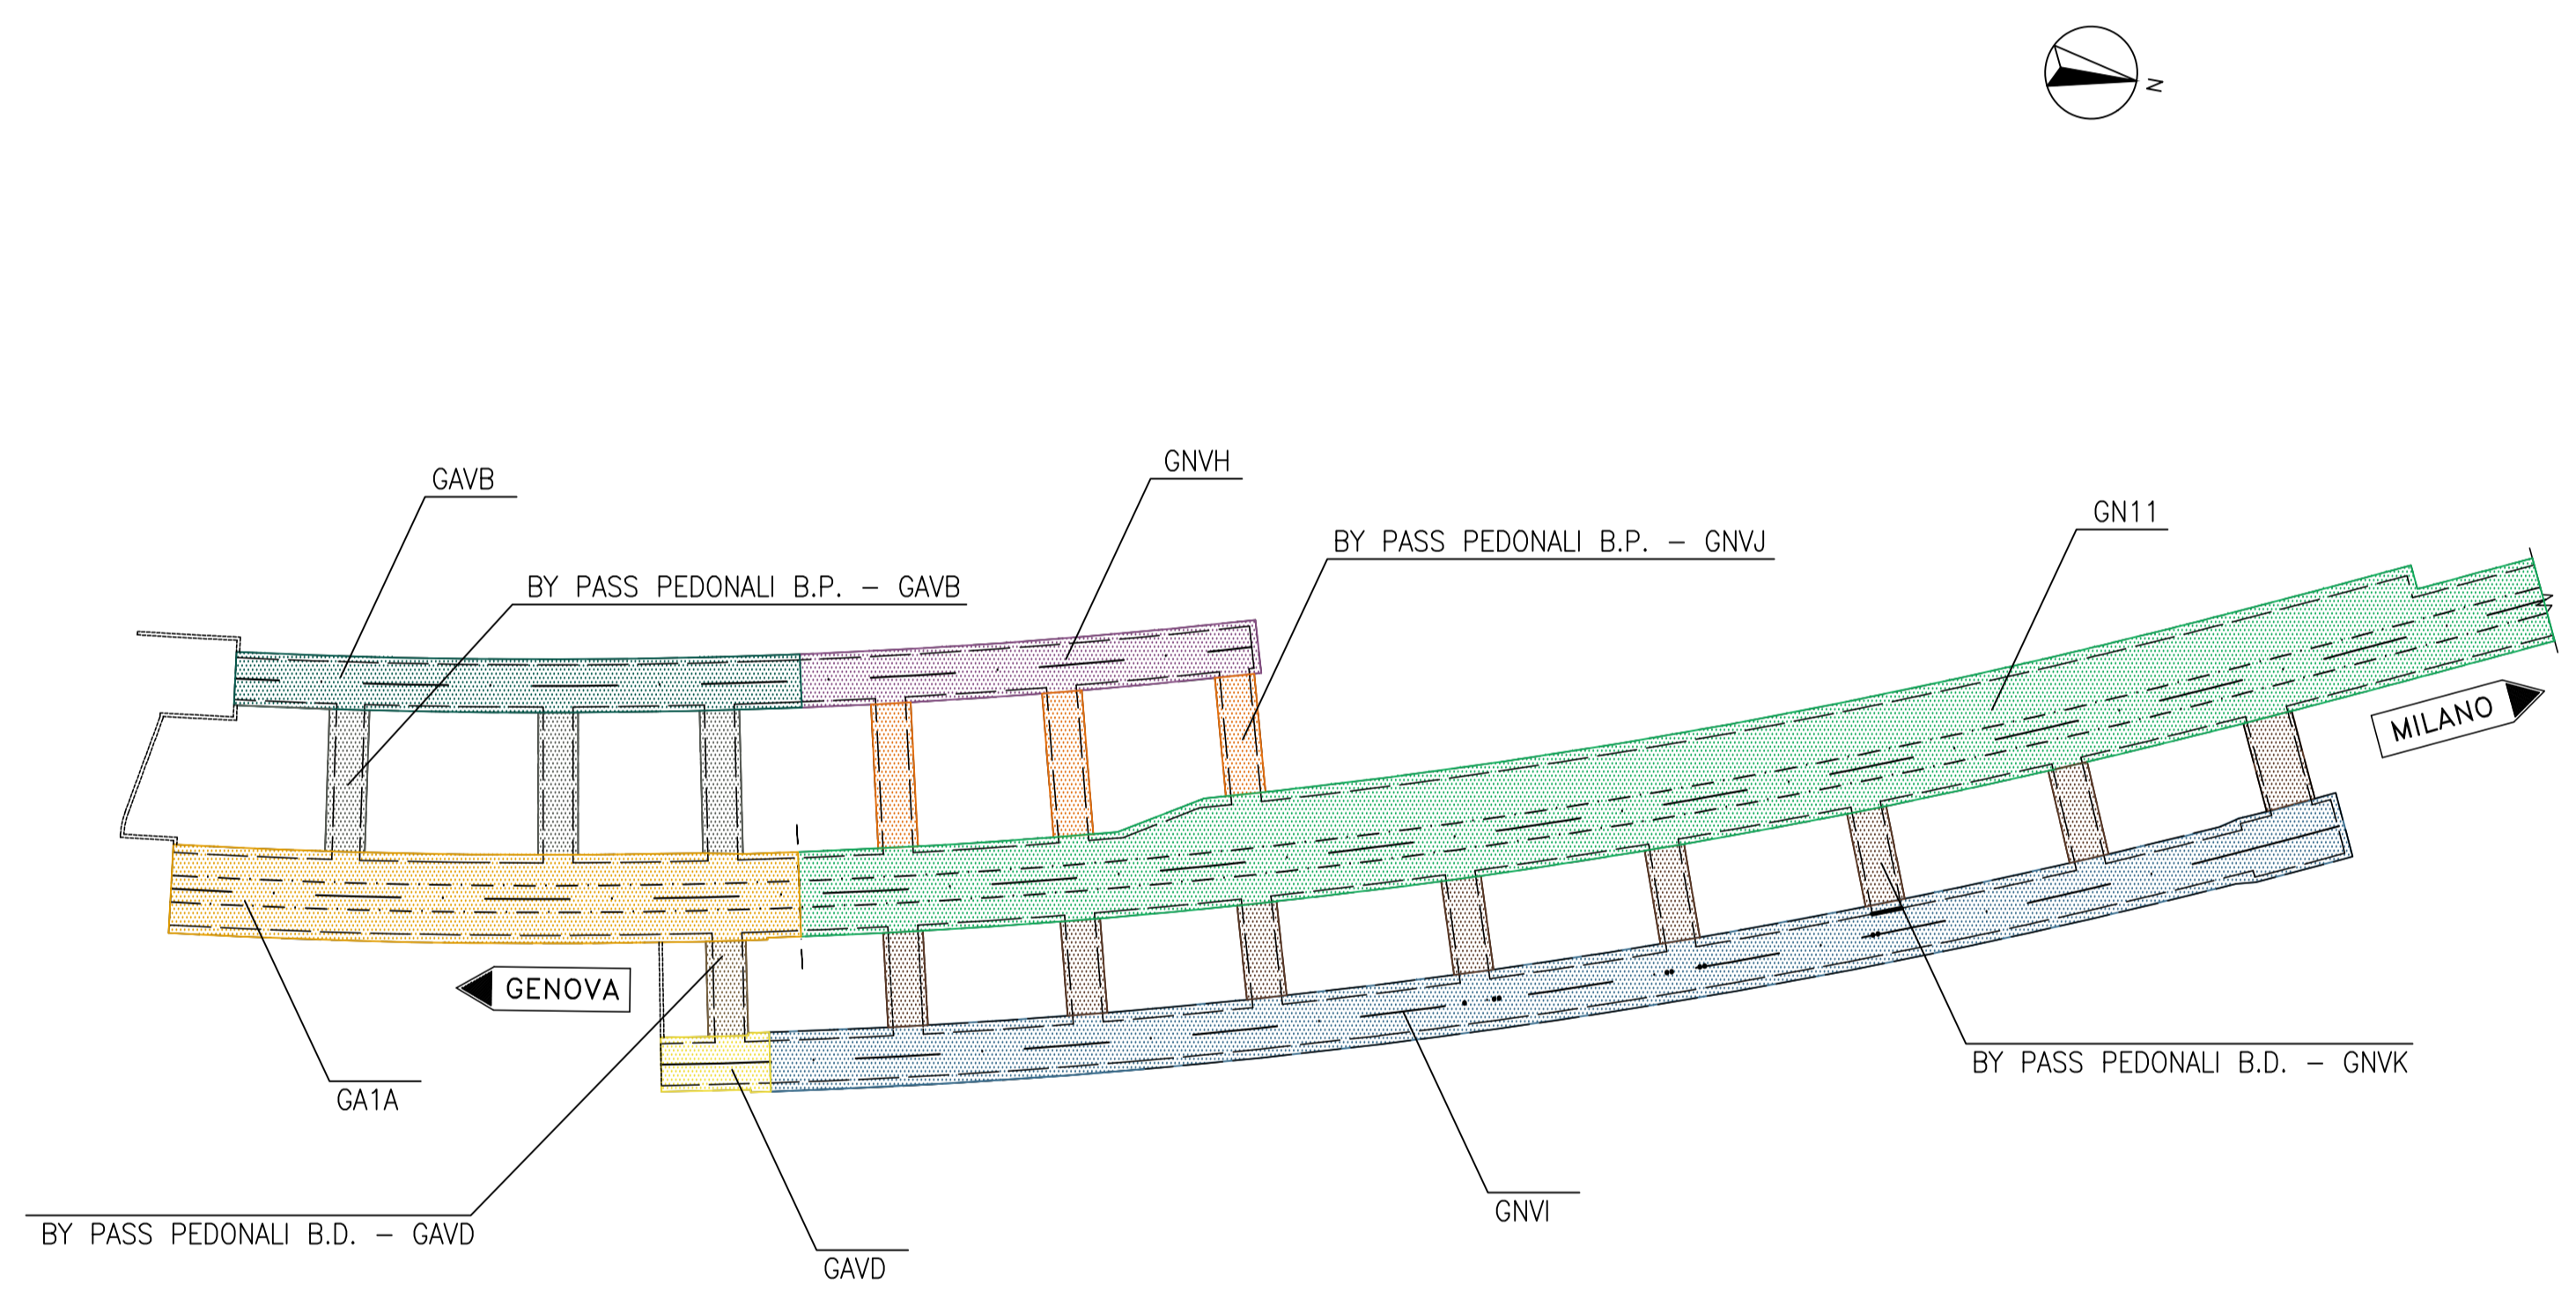 N
GAVB
GNVH
GN11
BY PASS PEDONALI B.P. – GNVJ
BY PASS PEDONALI B.P. – GAVB
MILANO
GENOVA
BY PASS PEDONALI B.D. – GNVK
GA1A
GNVI
BY PASS PEDONALI B.D. – GAVD
GAVD